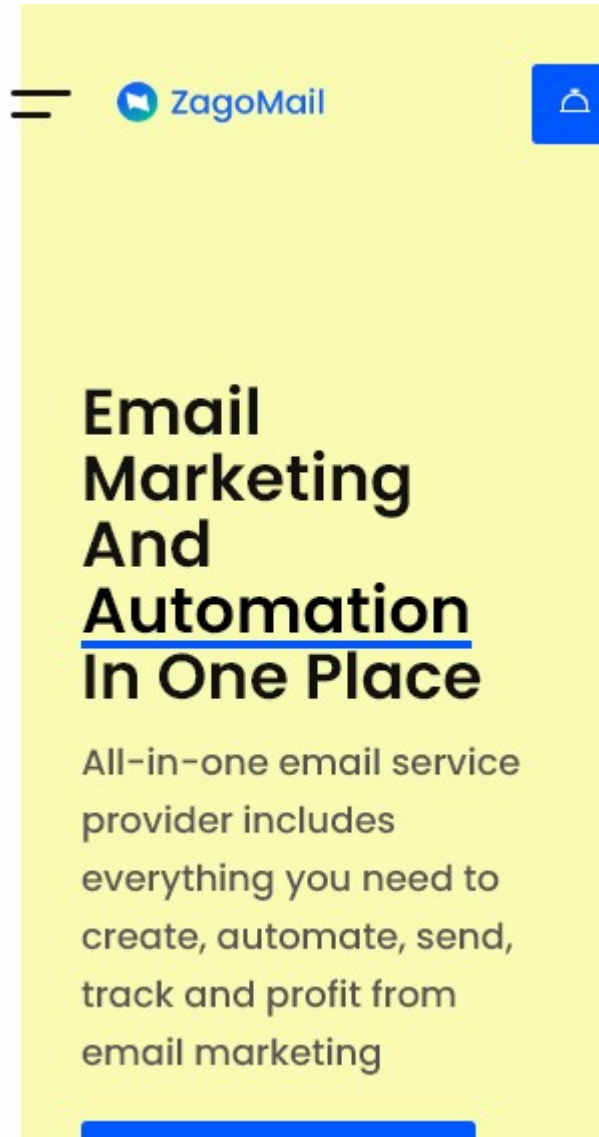 ZagoMail
Email
Marketing
And
Automation
In One Place
All-in-one email service
provider includes
everything you need to
create, automate, send,
track and profit from
email marketing